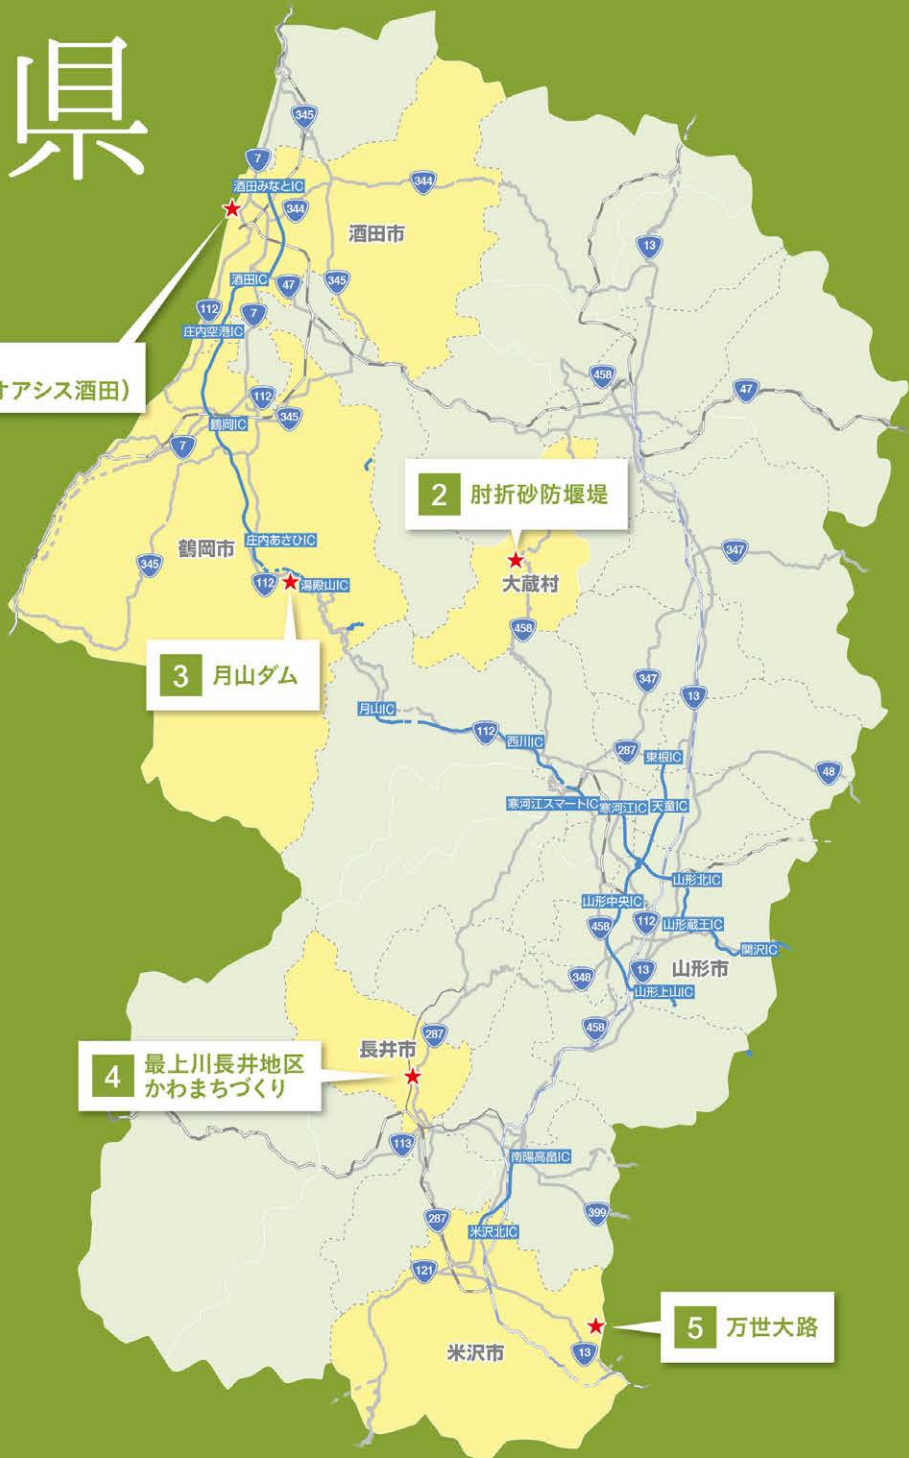 県
345
7
酒田みなとIC
344
344
酒田市
13
酒田IC
47
345
112
7
庄内空港IC
オアシス酒田）
458
47
112
345
鶴岡IC
7
2 肘折砂防堰堤
鶴岡市
庄内あさひIC
347
345
112
湯殿山IC
大蔵村
458
3 月山ダム
347
13
月山IC
112
西川IC
287
東根IC
48
寒河江スマートIC
寒河江IC
天童IC
山形北IC
山形中央IC
458
112
山形蔵王IC
関沢IC
348
13
山形市
山形上山IC
458
287
長井市
4 最上川長井地区
かわまちづくり
113
南陽高畠IC
399
287
米沢北IC
121
5 万世大路
米沢市
13